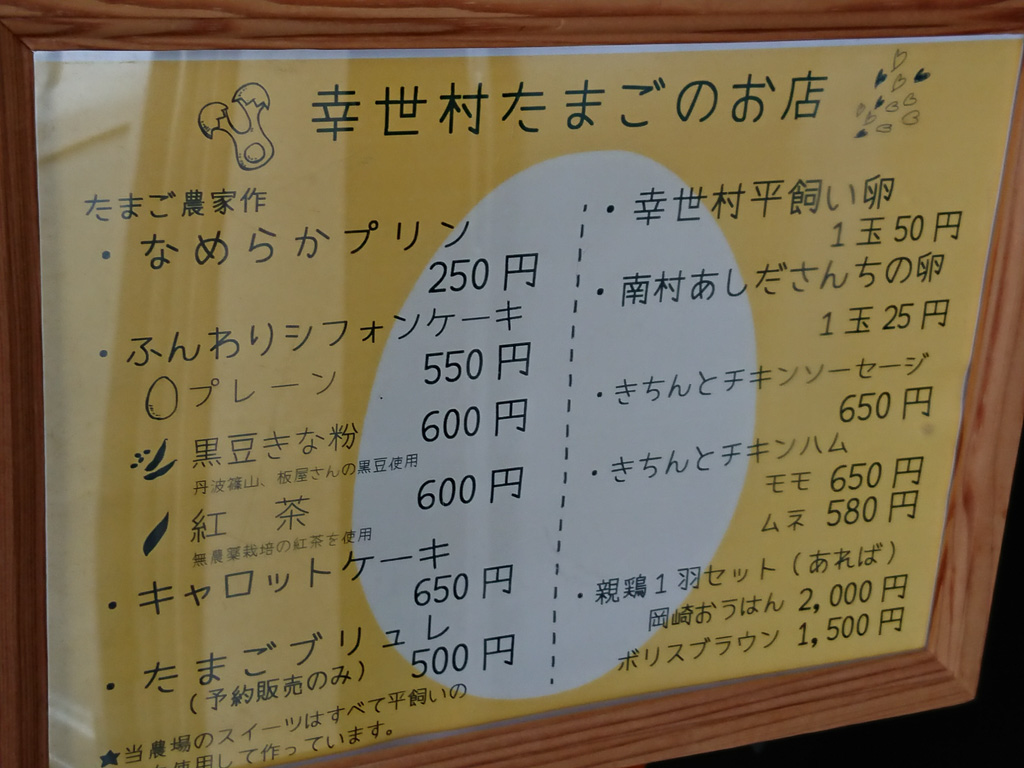 幸世村たまごのお店
たまご農家作
・なめらかプリン
250円
・ふんわりシフォンケーキ
プレーン 550円
黒豆きな粉 600円
丹波篠山、板屋さんの黒豆使用
紅 茶 600円
無農薬栽培の紅茶を使用
・キャロットケーキ
650円
・たまごブリュレ
(予約販売のみ) 500円
★当農場のスイーツはすべて平飼いの
使用して作っています。
・幸世村平飼い卵
1玉50円
・南村あしださんちの卵
1玉25円
・きちんとチキンソーセージ
650円
・きちんとチキンハム
モモ 650円
ムネ 580円
・親鶏1羽セット(あれば)
岡崎おうはん 2,000円
ボリスブラウン 1,500円